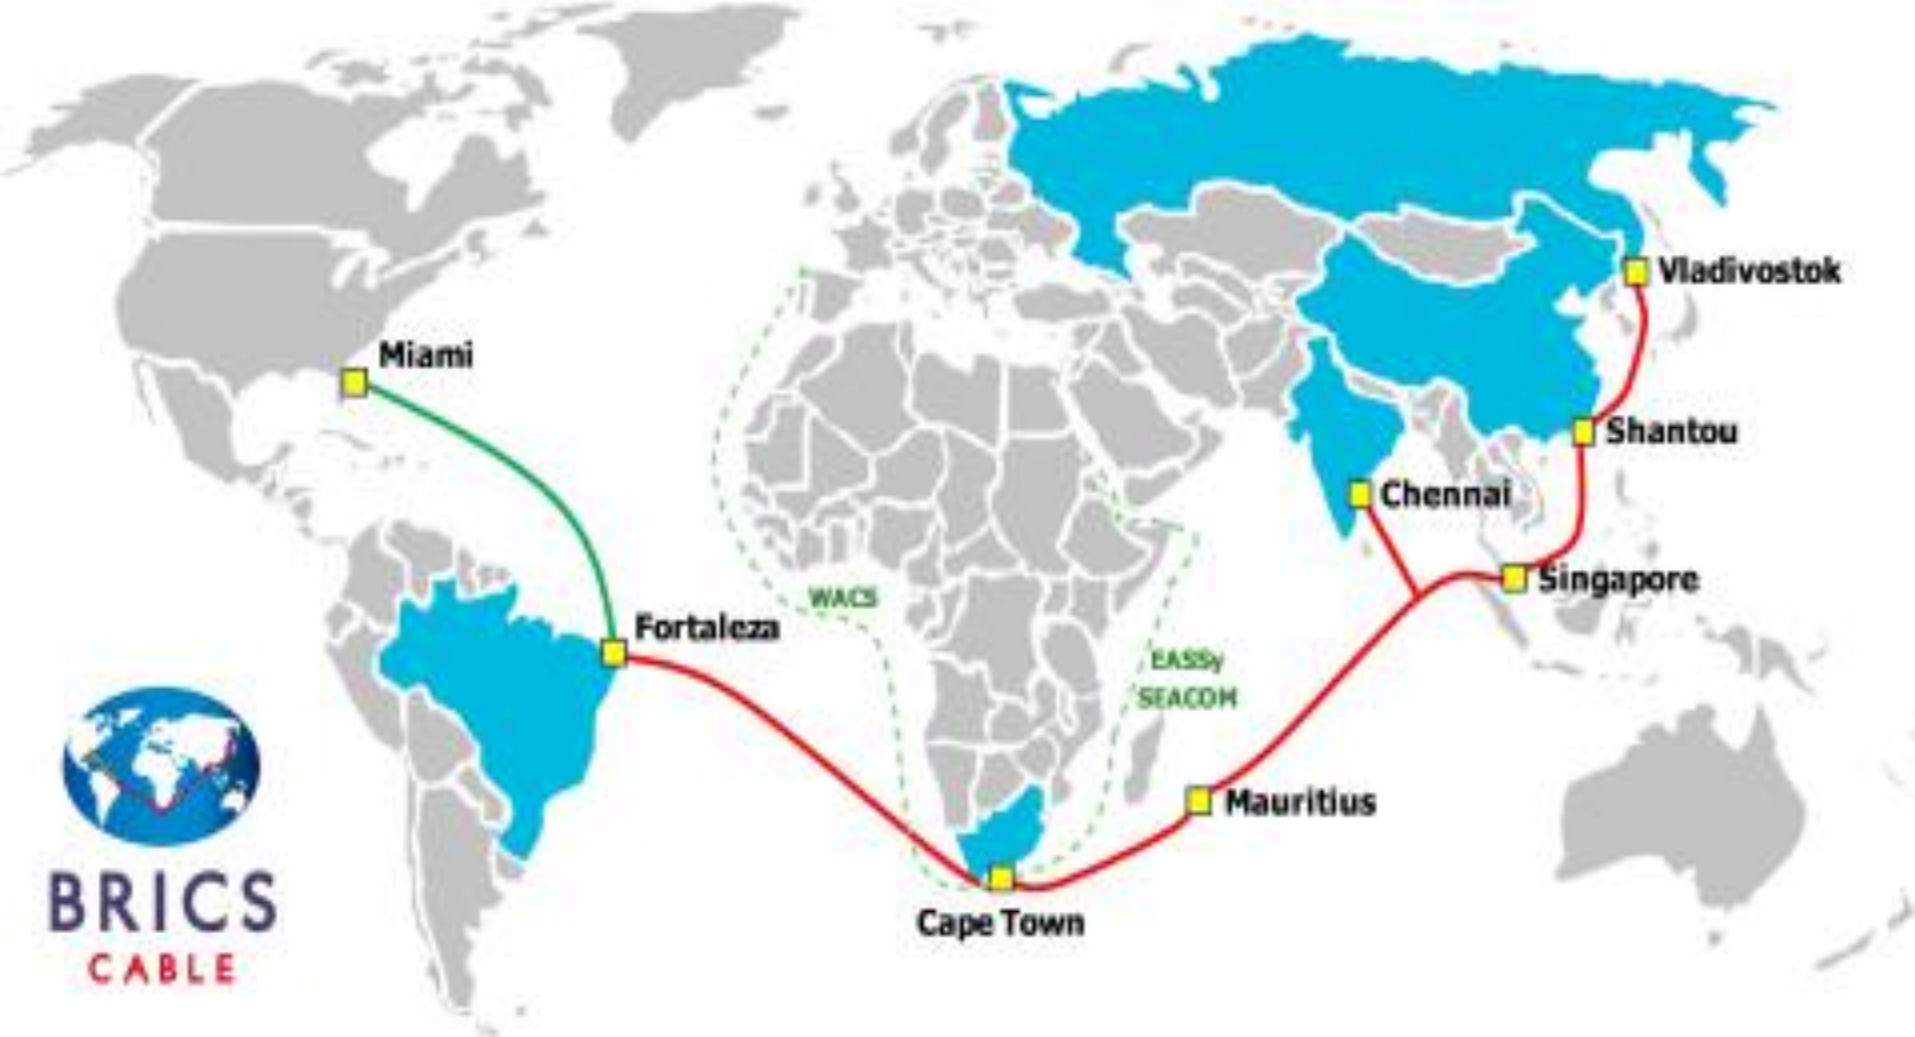 Vladivostok
Miami
Shantou
Chennai
Singapore
WACS
Fortaleza
EASSy
SEACOM
Mauritius
Cape Town
BRICS
CABLE